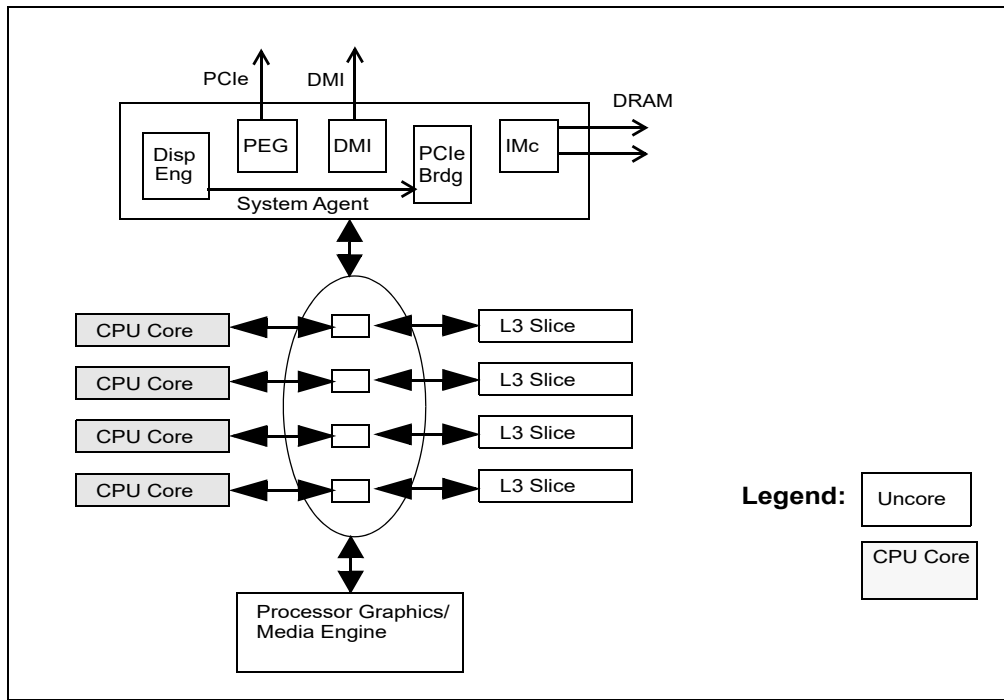 PCIe
DMI
DRAM
Disp
Eng
PEG
DMI
PCIe
Brdg
IMc
System Agent
CPU Core
L3 Slice
CPU Core
L3 Slice
CPU Core
L3 Slice
CPU Core
L3 Slice
Legend:
Uncore
CPU Core
Processor Graphics/
Media Engine